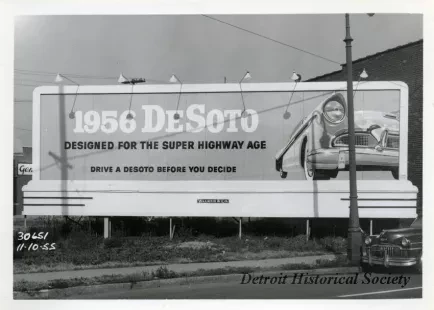 1956 DESOTO
DESIGNED FOR THE SUPER HIGHWAY AGE
DRIVE A DESOTO BEFORE YOU DECIDE
30651
11-10-55
Detroit Historical Society